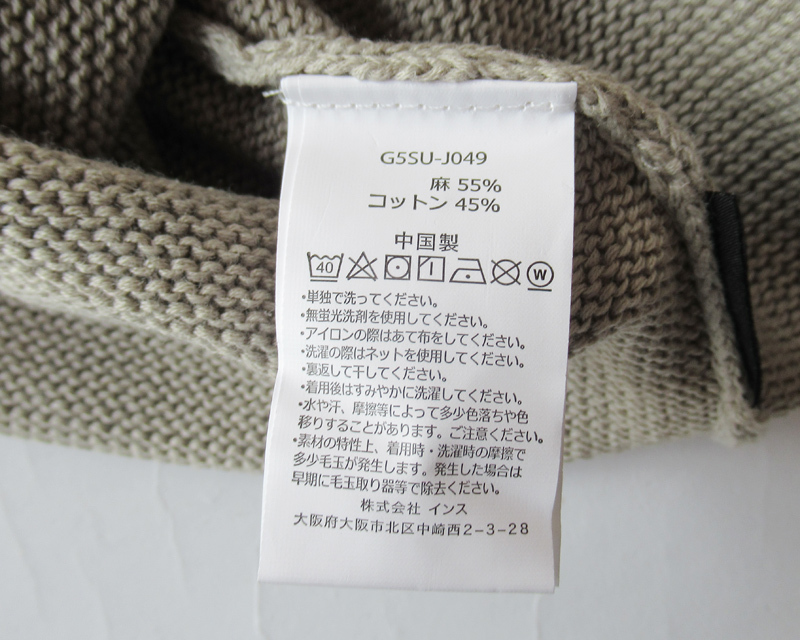 G5SU-J049
麻 55%
コットン 45%
中国製
40 W
•単独で洗ってください。
•無蛍光洗剤を使用してください。
•アイロンの際はあて布をしてください。
•洗濯の際はネットを使用してください。
•裏返して干してください。
•着用後はすみやかに洗濯してください。
•水や汗、摩擦等によって多少色落ちや色
移りすることがあります。ご注意ください。
•素材の特性上、着用時・洗濯時の摩擦で
多少毛玉が発生します。発生した場合は
早期に毛玉取り器等で除去ください。
株式会社 インス
大阪府大阪市北区中崎西2-3-28